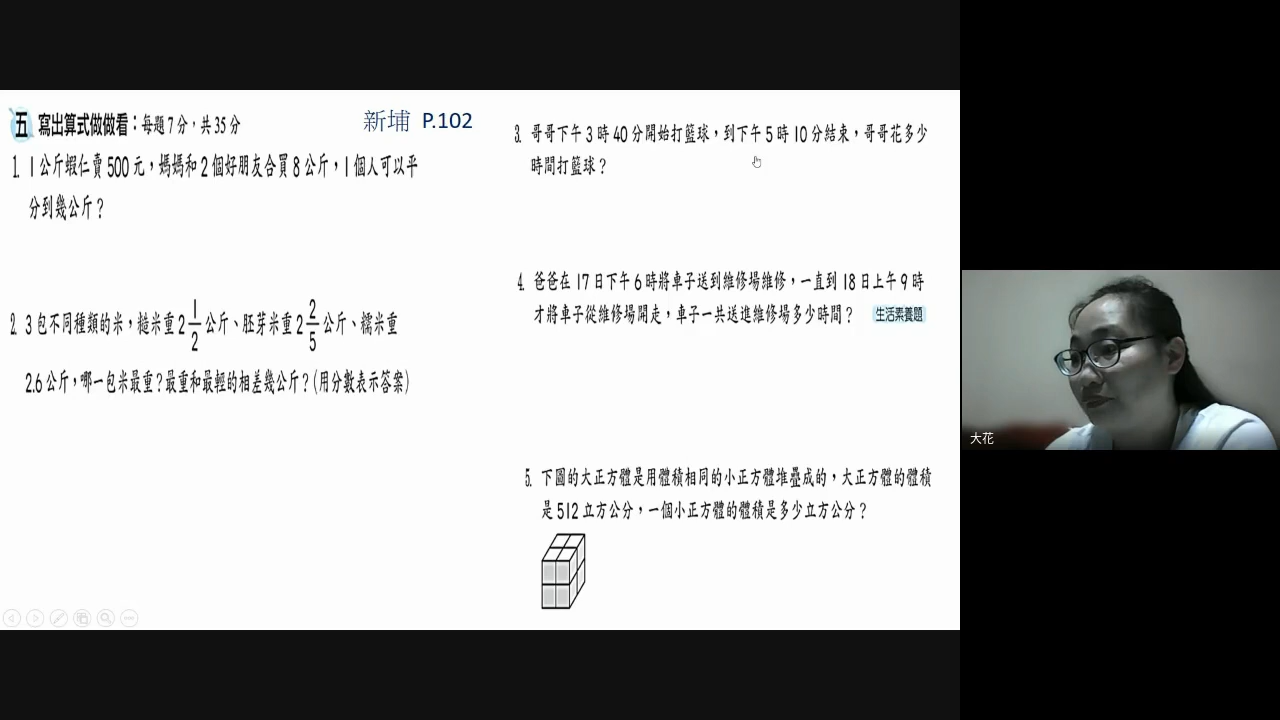 五 寫出算式做做看：每題7分，共35分
新埔 P.102
1. 1公斤蝦仁賣500元，媽媽和2個好朋友合買8公斤，1個人可以平
分到幾公斤？
2. 3包不同種類的米，糙米重2 1/2 公斤、胚芽米重2 2/5 公斤、糯米重
2.6公斤，哪一包米最重？最重和最輕的相差幾公斤？(用分數表示答案)
3. 哥哥下午3時40分開始打籃球，到下午5時10分結束，哥哥花多少
時間打籃球？
4. 爸爸在17日下午6時將車子送到維修場維修，一直到18日上午9時
才將車子從維修場開走，車子一共送進維修場多少時間？ 生活素養題
5. 下圖的大正方體是用體積相同的小正方體堆疊成的，大正方體的體積
是512立方公分，一個小正方體的體積是多少立方公分？
大花